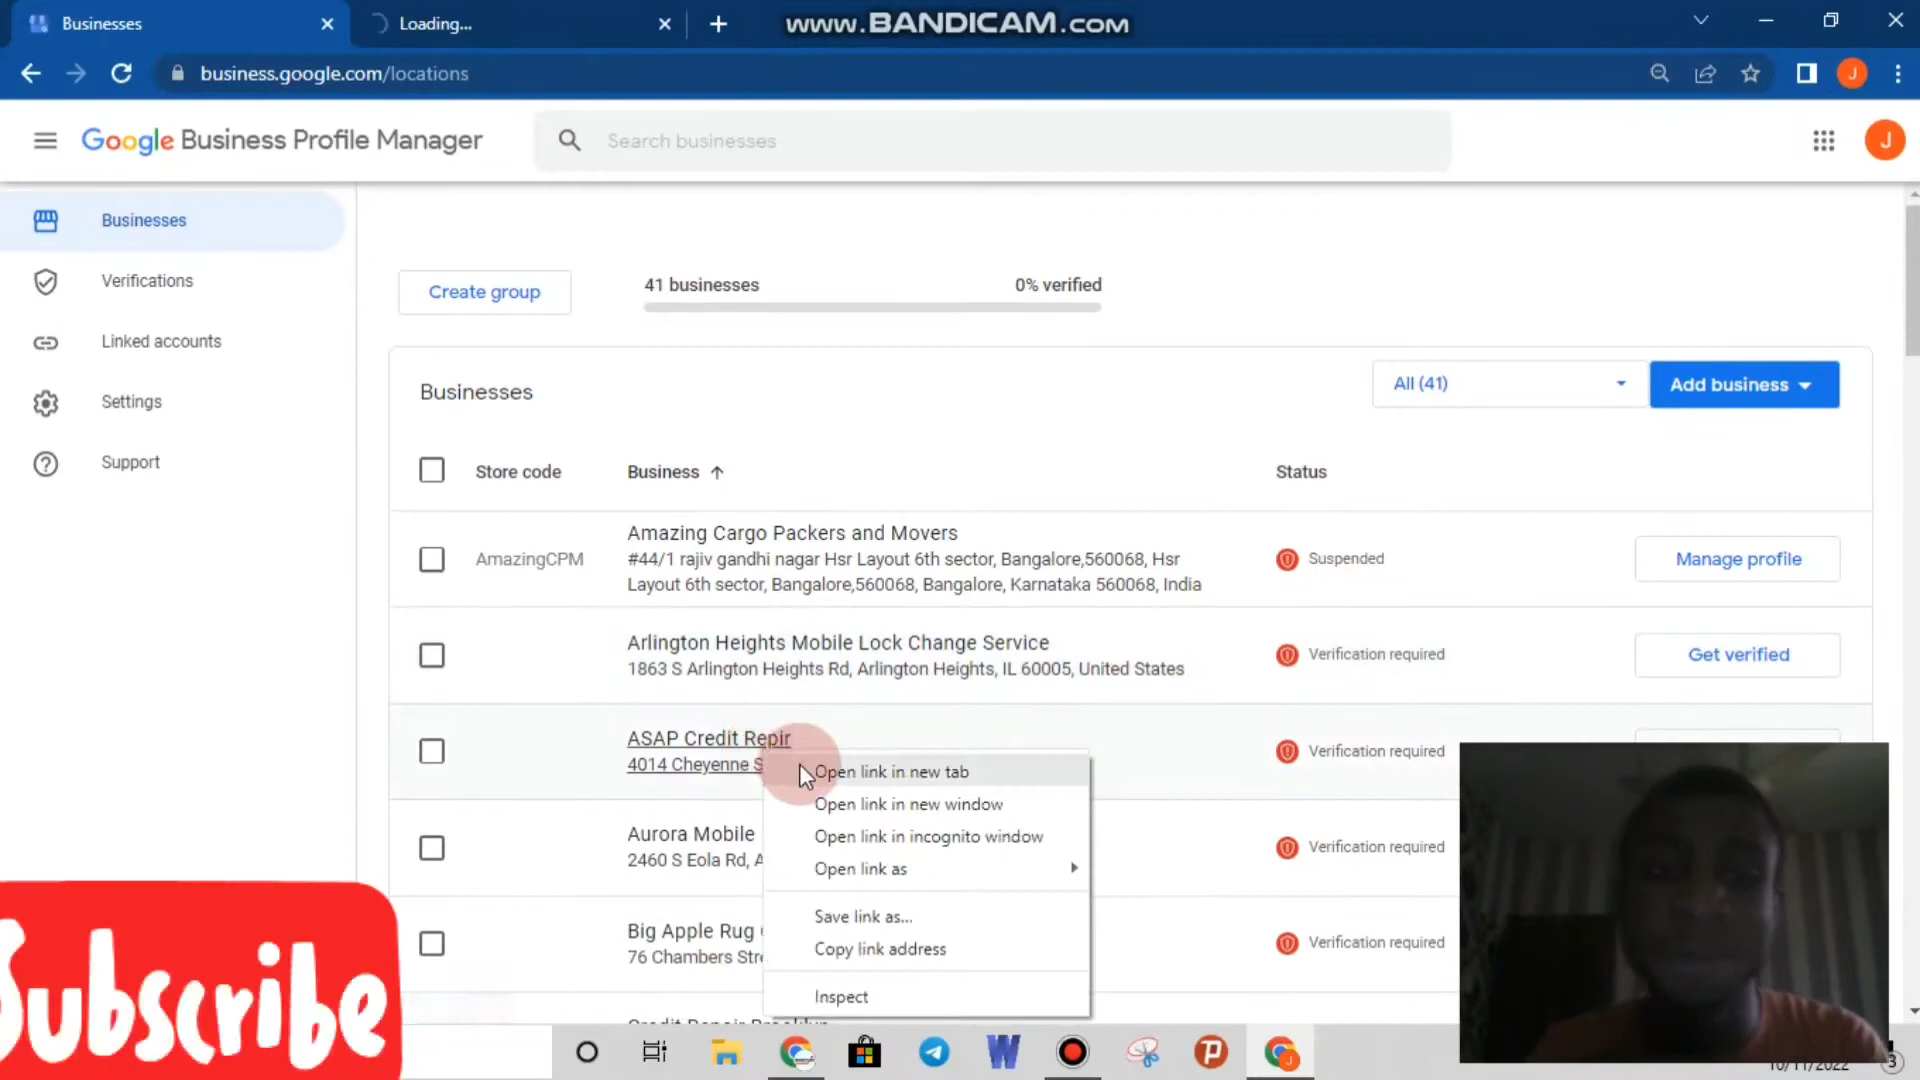 Businesses
Loading...
www.BANDICAM.com
business.google.com/locations
J
Google Business Profile Manager
Search businesses
J
Businesses
Verifications
Linked accounts
Settings
Support
Create group
41 businesses
0% verified
Businesses
All (41)
Add business
Store code
Business
Status
AmazingCPM
Amazing Cargo Packers and Movers
#44/1 rajiv gandhi nagar Hsr Layout 6th sector, Bangalore,560068, Hsr
Layout 6th sector, Bangalore,560068, Bangalore, Karnataka 560068, India
Suspended
Manage profile
Arlington Heights Mobile Lock Change Service
1863 S Arlington Heights Rd, Arlington Heights, IL 60005, United States
Verification required
Get verified
ASAP Credit Repir
4014 Cheyenne S
Verification required
Open link in new tab
Open link in new window
Open link in incognito window
Open link as
Save link as...
Copy link address
Inspect
Aurora Mobile
2460 S Eola Rd, A
Verification required
Big Apple Rug
76 Chambers Stre
Verification required
Subscribe
10/11/2022
3